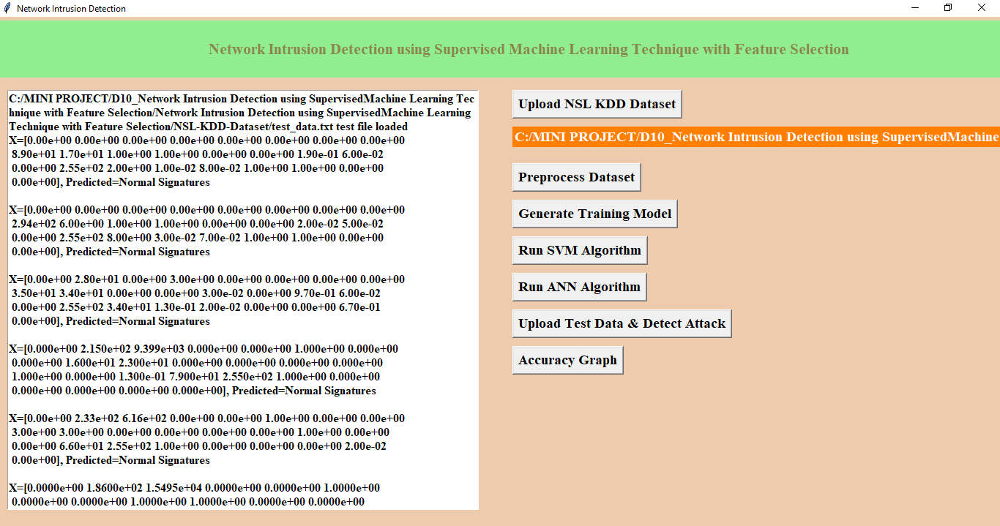 Network Intrusion Detection
Network Intrusion Detection using Supervised Machine Learning Technique with Feature Selection
C:/MINI PROJECT/D10_Network Intrusion Detection using SupervisedMachine Learning Tec
hnique with Feature Selection/Network Intrusion Detection using SupervisedMachine Learning
Technique with Feature Selection/NSL-KDD-Dataset/test_data.txt test file loaded
X=[0.00e+00 0.00e+00 0.00e+00 0.00e+00 0.00e+00 0.00e+00 0.00e+00 0.00e+00
8.90e+01 1.70e+01 1.00e+00 1.00e+00 0.00e+00 0.00e+00 1.90e-01 6.00e-02
0.00e+00 2.55e+02 2.00e+00 1.00e-02 8.00e-02 1.00e+00 1.00e+00 0.00e+00
0.00e+00], Predicted=Normal Signatures
X=[0.00e+00 0.00e+00 0.00e+00 0.00e+00 0.00e+00 0.00e+00 0.00e+00 0.00e+00
2.94e+02 6.00e+00 1.00e+00 1.00e+00 0.00e+00 0.00e+00 2.00e-02 5.00e-02
0.00e+00 2.55e+02 8.00e+00 3.00e-02 7.00e-02 1.00e+00 1.00e+00 0.00e+00
0.00e+00], Predicted=Normal Signatures
X=[0.00e+00 2.80e+01 0.00e+00 3.00e+00 0.00e+00 0.00e+00 0.00e+00 0.00e+00
3.50e+01 3.40e+01 0.00e+00 0.00e+00 3.00e-02 0.00e+00 9.70e-01 6.00e-02
0.00e+00 2.55e+02 3.40e+01 1.30e-01 2.00e-02 0.00e+00 0.00e+00 6.70e-01
0.00e+00], Predicted=Normal Signatures
X=[0.000e+00 2.150e+02 9.399e+03 0.000e+00 0.000e+00 1.000e+00 0.000e+00
0.000e+00 1.600e+01 2.300e+01 0.000e+00 0.000e+00 0.000e+00 0.000e+00
1.000e+00 0.000e+00 1.300e-01 7.900e+01 2.550e+02 1.000e+00 0.000e+00
0.000e+00 0.000e+00 0.000e+00 0.000e+00], Predicted=Normal Signatures
X=[0.00e+00 2.33e+02 6.16e+02 0.00e+00 0.00e+00 1.00e+00 0.00e+00 0.00e+00
3.00e+00 3.00e+00 0.00e+00 0.00e+00 0.00e+00 0.00e+00 1.00e+00 0.00e+00
0.00e+00 6.60e+01 2.55e+02 1.00e+00 0.00e+00 0.00e+00 0.00e+00 2.00e-02
0.00e+00], Predicted=Normal Signatures
X=[0.0000e+00 1.8600e+02 1.5495e+04 0.0000e+00 0.0000e+00 1.0000e+00
0.0000e+00 0.0000e+00 1.0000e+00 1.0000e+00 0.0000e+00 0.0000e+00
Upload NSL KDD Dataset
C:/MINI PROJECT/D10_Network Intrusion Detection using SupervisedMachine
Preprocess Dataset
Generate Training Model
Run SVM Algorithm
Run ANN Algorithm
Upload Test Data & Detect Attack
Accuracy Graph